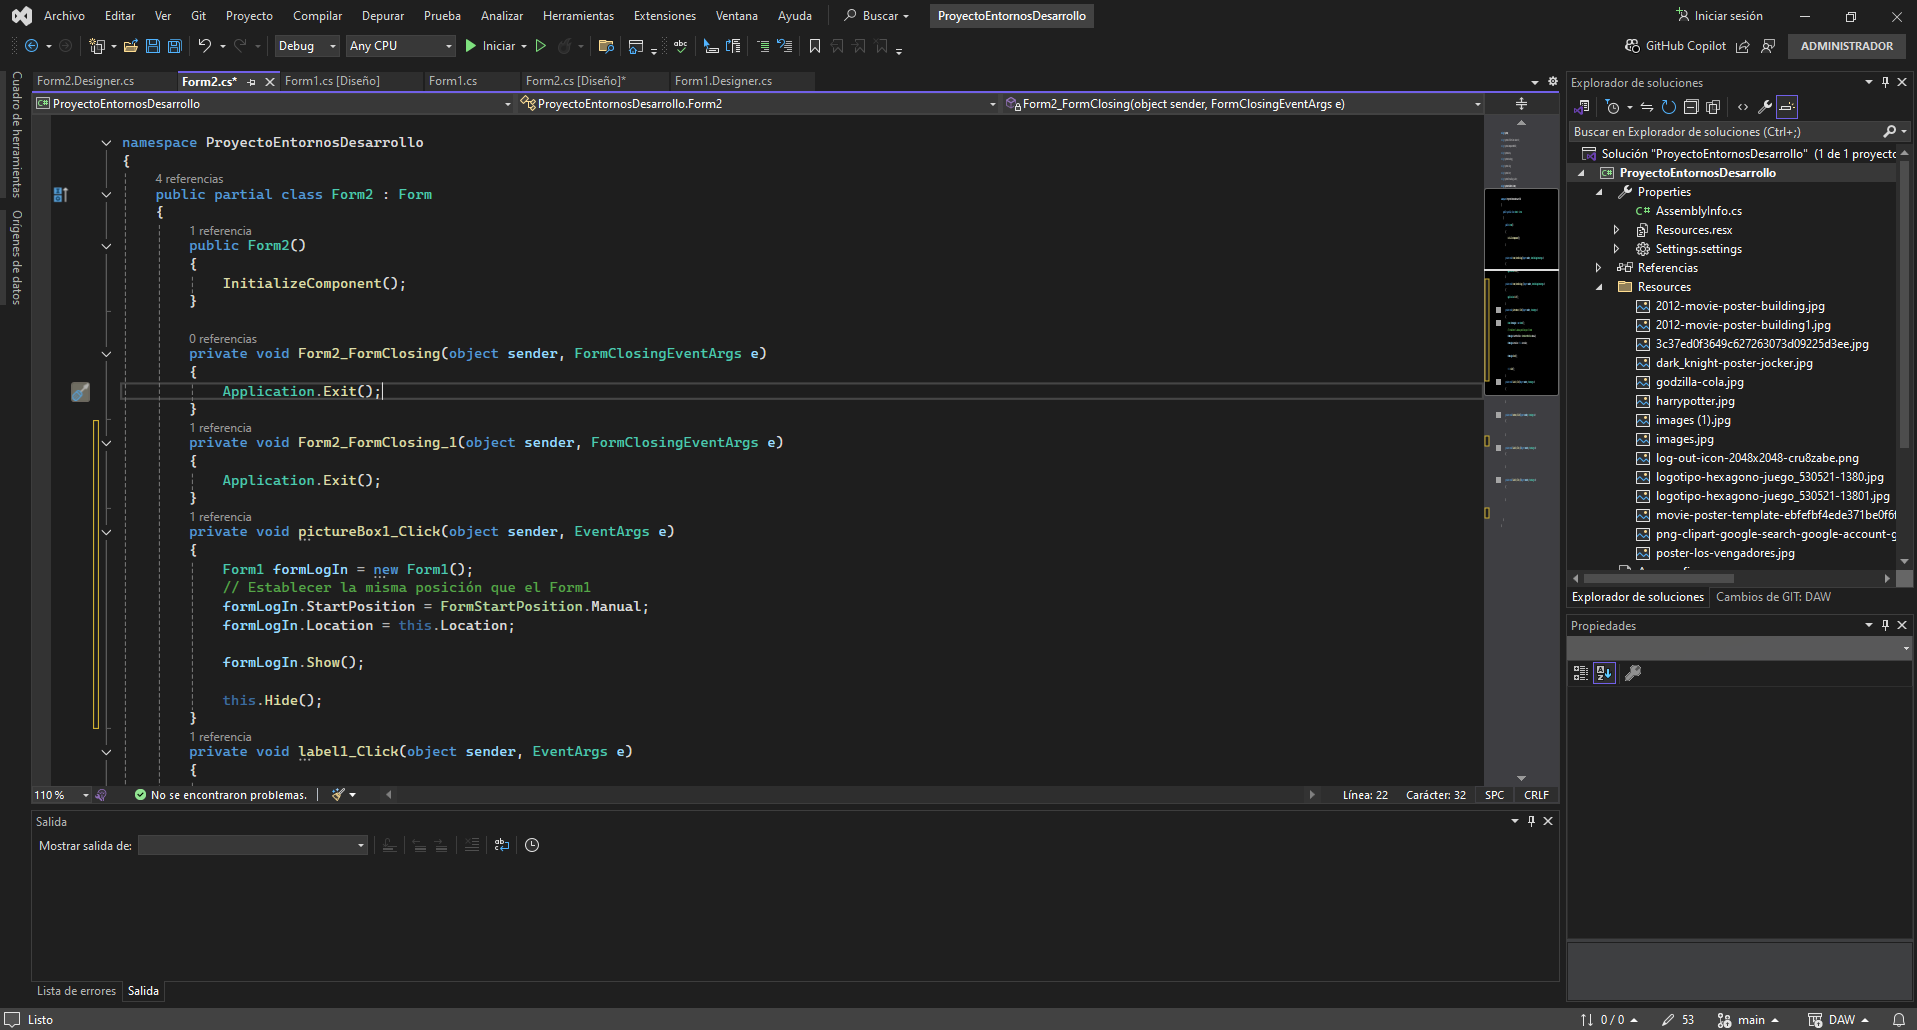 Archivo Editar Ver Git Proyecto Compilar Depurar Prueba Analizar Herramientas Extensiones Ventana Ayuda Buscar ProyectoEntornosDesarrollo Iniciar sesión
Debug Any CPU Iniciar GitHub Copilot ADMINISTRADOR
Cuadro de herramientas
Orígenes de datos
Form2.Designer.cs Form2.cs* Form1.cs [Diseño] Form1.cs Form2.cs [Diseño]* Form1.Designer.cs
ProyectoEntornosDesarrollo ProyectoEntornosDesarrollo.Form2 Form2_FormClosing(object sender, FormClosingEventArgs e)
namespace ProyectoEntornosDesarrollo
{
4 referencias
public partial class Form2 : Form
{
1 referencia
public Form2()
{
InitializeComponent();
}
0 referencias
private void Form2_FormClosing(object sender, FormClosingEventArgs e)
{
Application.Exit();
}
1 referencia
private void Form2_FormClosing_1(object sender, FormClosingEventArgs e)
{
Application.Exit();
}
1 referencia
private void pictureBox1_Click(object sender, EventArgs e)
{
Form1 formLogIn = new Form1();
// Establecer la misma posición que el Form1
formLogIn.StartPosition = FormStartPosition.Manual;
formLogIn.Location = this.Location;
formLogIn.Show();
this.Hide();
}
1 referencia
private void label1_Click(object sender, EventArgs e)
{
110 % No se encontraron problemas. Línea: 22 Carácter: 32 SPC CRLF
Salida
Mostrar salida de:
Lista de errores Salida
Explorador de soluciones
Buscar en Explorador de soluciones (Ctrl+;)
Solución "ProyectoEntornosDesarrollo" (1 de 1 proyecto
ProyectoEntornosDesarrollo
Properties
AssemblyInfo.cs
Resources.resx
Settings.settings
Referencias
Resources
2012-movie-poster-building.jpg
2012-movie-poster-building1.jpg
3c37ed0f3649c627263073d09225d3ee.jpg
dark_knight-poster-jocker.jpg
godzilla-cola.jpg
harrypotter.jpg
images (1).jpg
images.jpg
log-out-icon-2048x2048-cru8zabe.png
logotipo-hexagono-juego_530521-1380.jpg
logotipo-hexagono-juego_530521-13801.jpg
movie-poster-template-ebfefbf4ede371be0f6f
png-clipart-google-search-google-account-g
poster-los-vengadores.jpg
Explorador de soluciones Cambios de GIT: DAW
Propiedades
Listo 0 / 0 53 main DAW